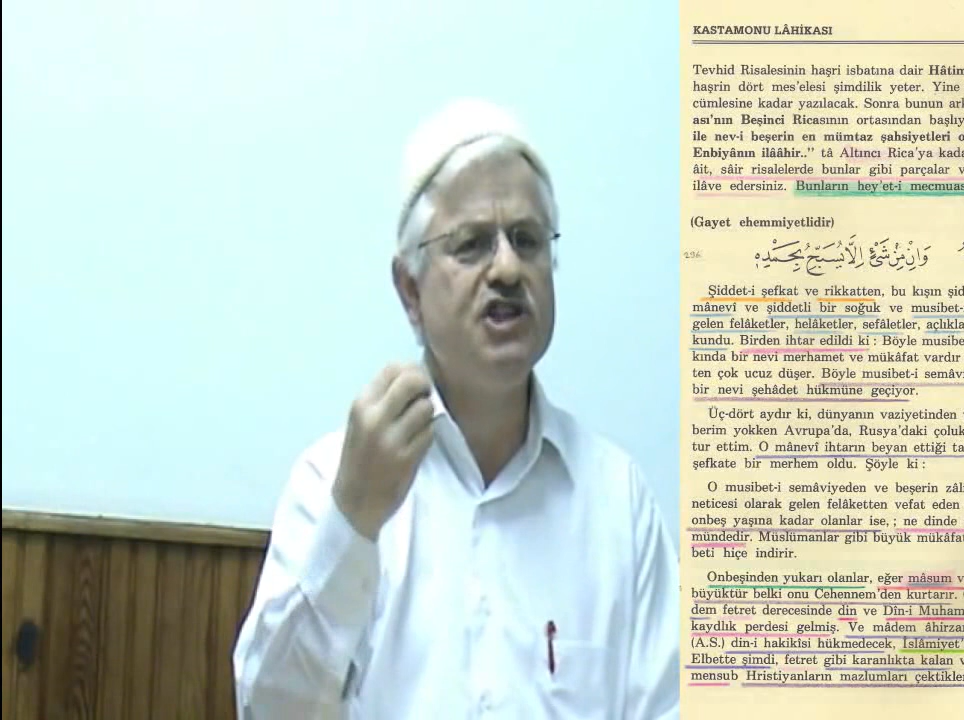 KASTAMONU LÂHİKASI
Tevhid Risalesinin haşri isbatına dair Hâtim
haşrin dört mes'elesi şimdilik yeter. Yine
cümlesine kadar yazılacak. Sonra bunun ark
ası'nın Beşinci Ricasının ortasından başlıy
ile nev-i beşerin en mümtaz şahsiyetleri o
Enbiyânın ilââhir.." tâ Altıncı Rica'ya kada
âit, sâir risalelerde bunlar gibi parçalar v
ilâve edersiniz. Bunların hey'et-i mecmuas
(Gayet ehemmiyetlidir)
وَاِنْ مِنْ شَيْءٍ اِلَّا يُسَبِّحُ بِحَمْدِهِ
Şiddet-i şefkat ve rikkatten, bu kışın şid
mânevî ve şiddetli bir soğuk ve musibet-
gelen felâketler, helâketler, sefâletler, açlıkla
kundu. Birden ihtar edildi ki : Böyle musibe
kında bir nevi merhamet ve mükâfat vardır
ten çok ucuz düşer. Böyle musibet-i semâvi
bir nevi şehâdet hükmüne geçiyor.
Üç-dört aydır ki, dünyanın vaziyetinden
berim yokken Avrupa'da, Rusya'daki çoluk
tur ettim. O mânevî ihtarın beyan ettiği ta
şefkate bir merhem oldu. Şöyle ki :
O musibet-i semâviyeden ve beşerin zâli
neticesi olarak gelen felâketten vefat eden
onbeş yaşına kadar olanlar ise, ; ne dinde
mündedir. Müslümanlar gibi büyük mükâfat
beti hiçe indirir.
Onbeşinden yukarı olanlar, eğer mâsum v
büyüktür belki onu Cehennem'den kurtarır.
dem fetret derecesinde din ve Dîn-i Muham
kaydlık perdesi gelmiş. Ve mâdem âhirzar
(A.S.) din-i hakikîsi hükmedecek, İslâmiyet'
Elbette şimdi, fetret gibi karanlıkta kalan v
mensub Hristiyanların mazlumları çektikler